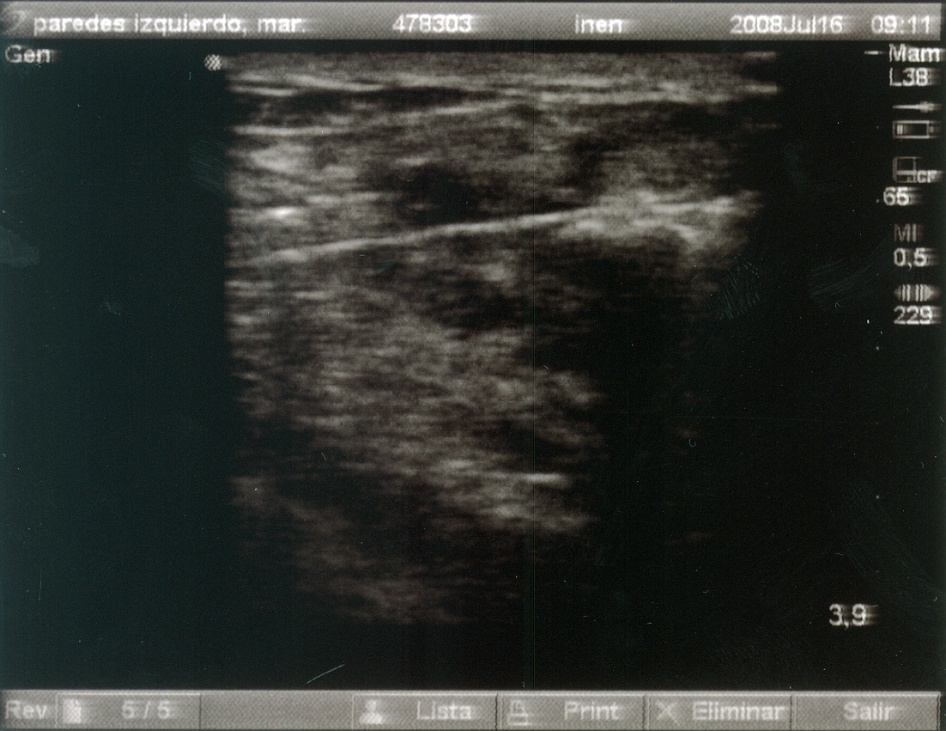 paredes izquierdo, mar. 478303 inen 2008Jul16 09:11
Gen
Mam
L38
CF
65
MI
0,5
229
3,9
Rev 5/5 Lista Print Eliminar Salir